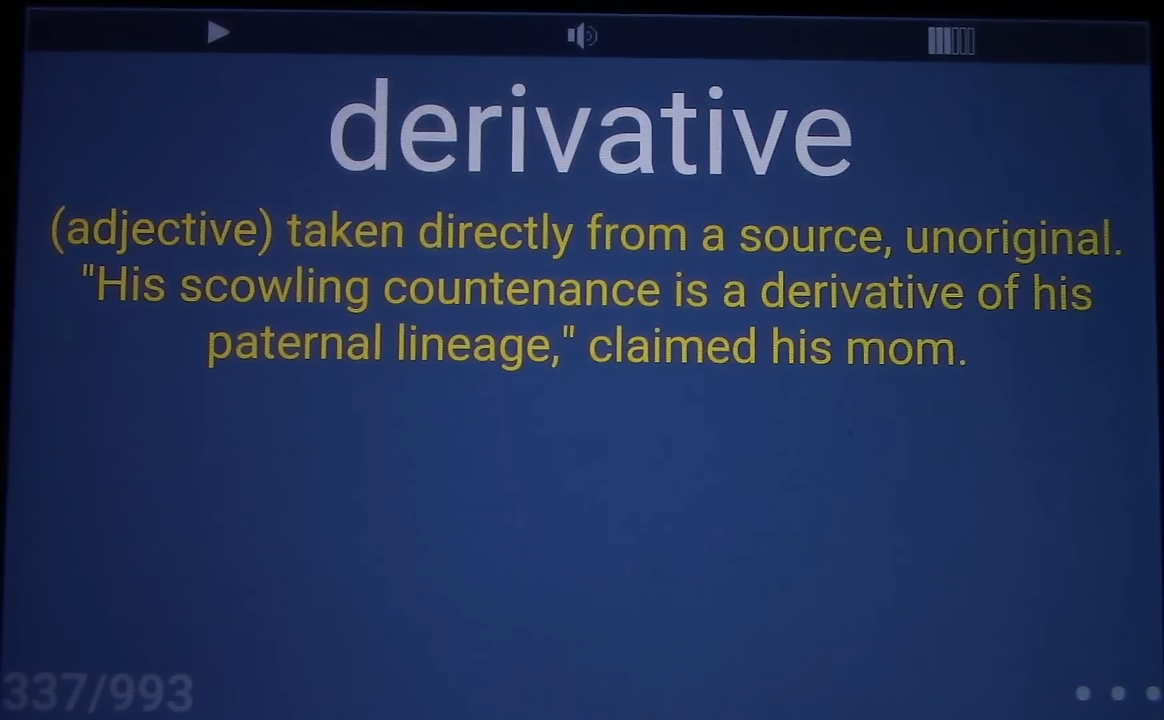 derivative
(adjective) taken directly from a source, unoriginal.
"His scowling countenance is a derivative of his
paternal lineage," claimed his mom.
337/993